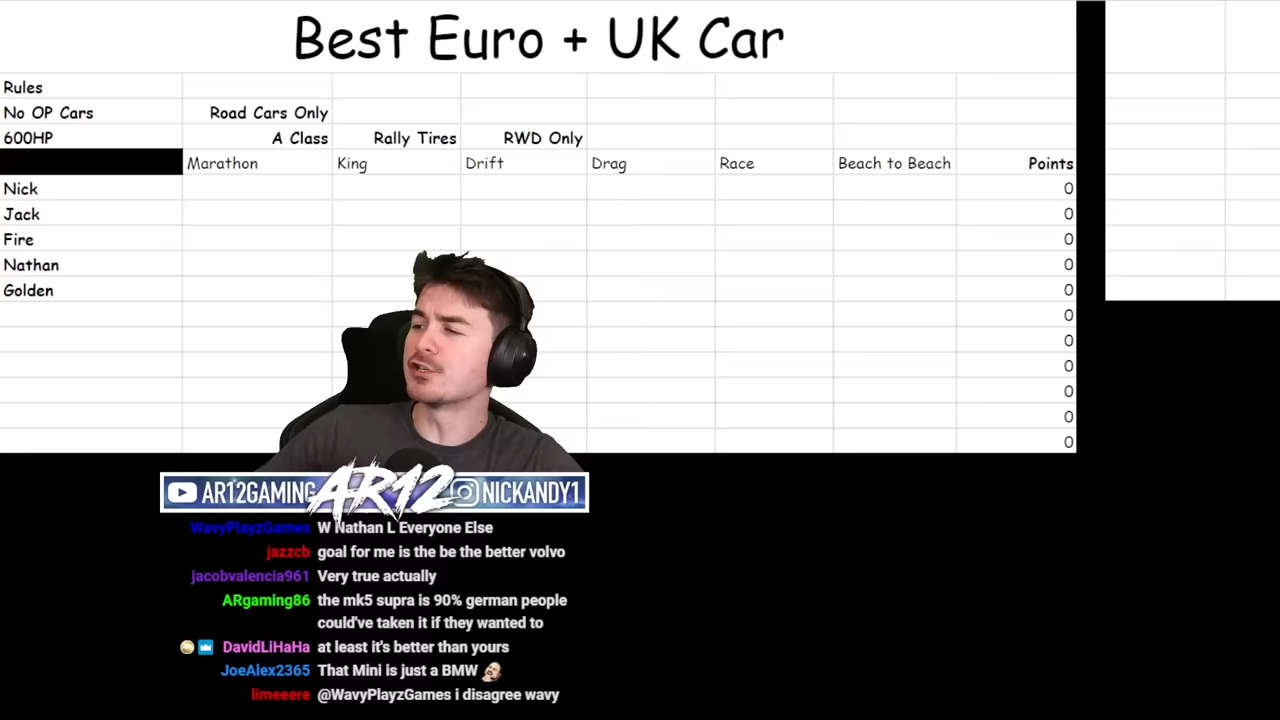 Best Euro + UK Car
Rules
No OP Cars Road Cars Only
600HP A Class Rally Tires RWD Only
Marathon King Drift Drag Race Beach to Beach Points
Nick 0
Jack 0
Fire 0
Nathan 0
Golden 0
0
0
0
0
0
0
AR12GAMING AR12 NICKANDY1
WavyPlayzGames W Nathan L Everyone Else
jazzcb goal for me is the be the better volvo
jacobvalencia961 Very true actually
ARgaming86 the mk5 supra is 90% german people
could've taken it if they wanted to
DavidLiHaHa at least it's better than yours
JoeAlex2365 That Mini is just a BMW
limeeere @WavyPlayzGames i disagree wavy